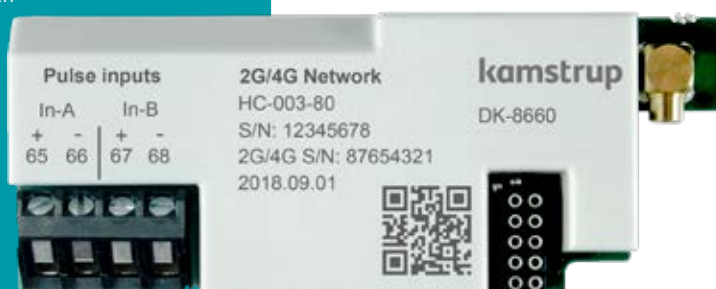 Pulse inputs
In-A In-B
+ - + -
65 66 67 68
2G/4G Network
HC-003-80
S/N: 12345678
2G/4G S/N: 87654321
2018.09.01
kamstrup
DK-8660